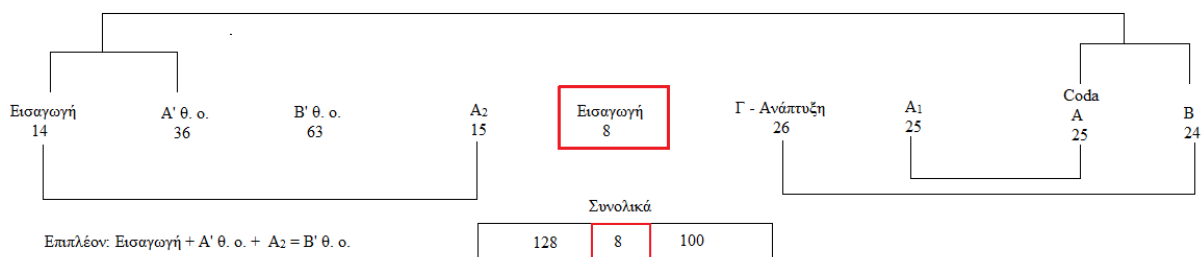 Εισαγωγή
14
Α' θ. ο.
36
Β' θ. ο.
63
Α2
15
Εισαγωγή
8
Γ - Ανάπτυξη
26
Α1
25
Coda
Α
25
Β
24
Συνολικά
128 8 100
Επιπλέον: Εισαγωγή + Α' θ. ο. + Α2 = Β' θ. ο.